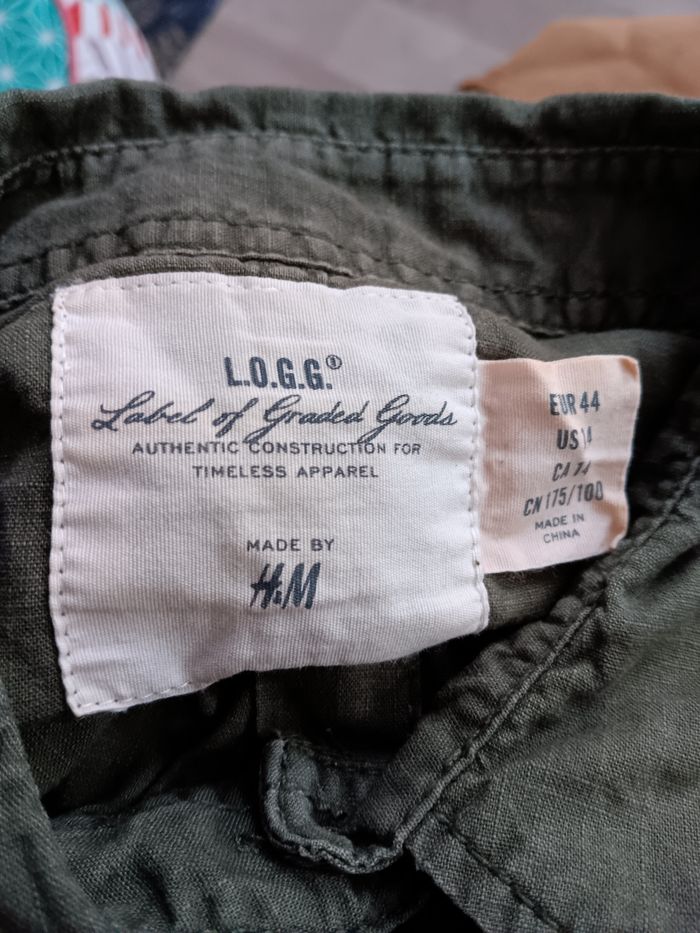 L.O.G.G.®
Label of Graded Goods
AUTHENTIC CONSTRUCTION FOR
TIMELESS APPAREL
MADE BY
H&M
EUR 44
US
CA
CN 175/100
MADE IN
CHINA